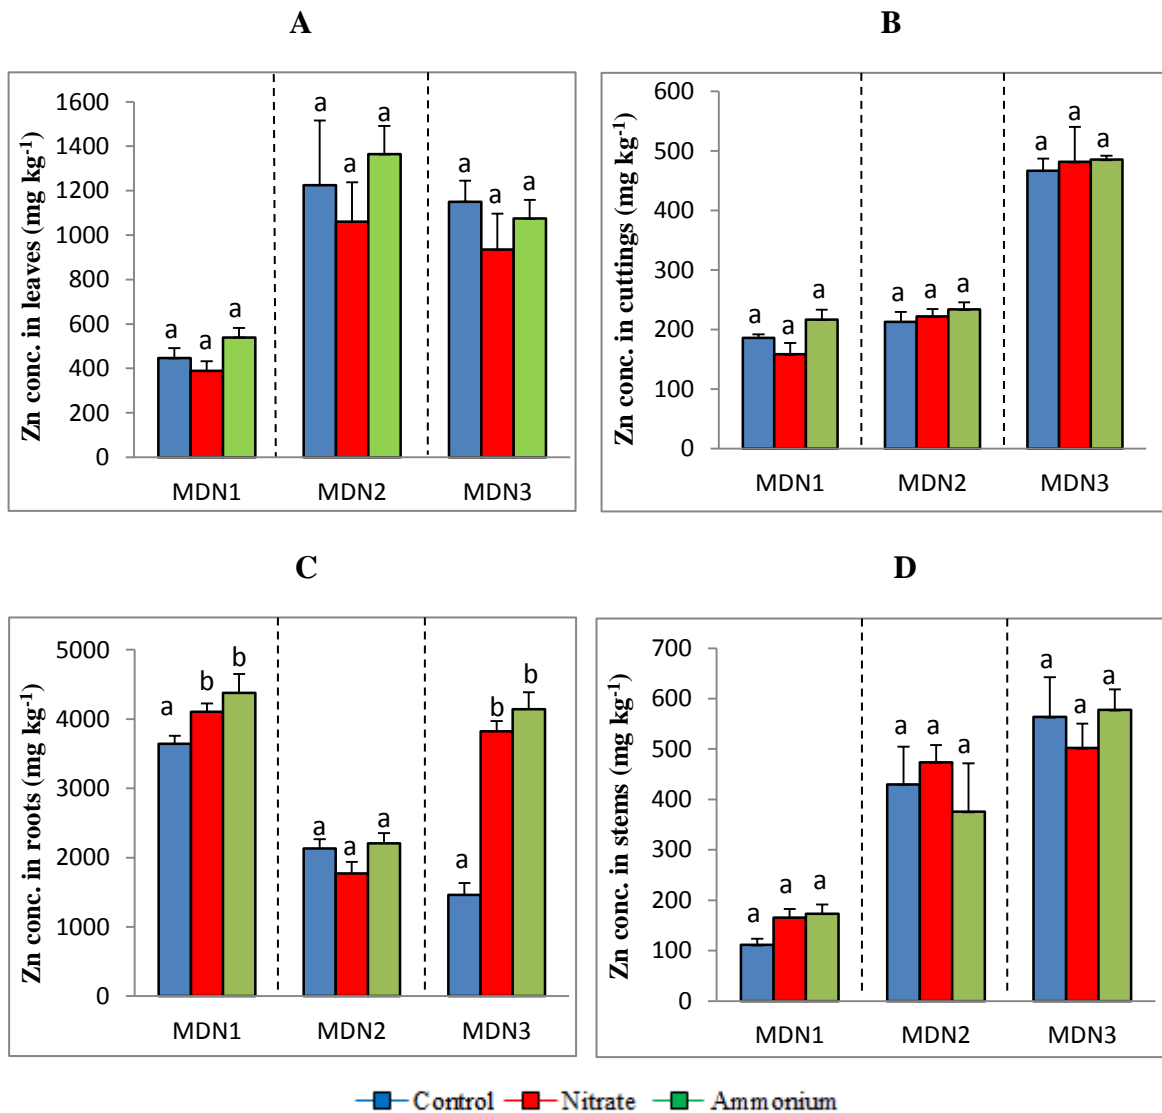 A
Zn conc. in leaves (mg kg-1)
1600
1400
1200
1000
800
600
400
200
0
a a a
a a a
a a a
MDN1 MDN2 MDN3
B
Zn conc. in cuttings (mg kg-1)
600
500
400
300
200
100
0
a a a
a a a
a a a
MDN1 MDN2 MDN3
C
Zn conc. in roots (mg kg-1)
5000
4000
3000
2000
1000
0
a b b
a a a
a b b
MDN1 MDN2 MDN3
D
Zn conc. in stems (mg kg-1)
700
600
500
400
300
200
100
0
a a a
a a a
a a a
MDN1 MDN2 MDN3
Control Nitrate Ammonium